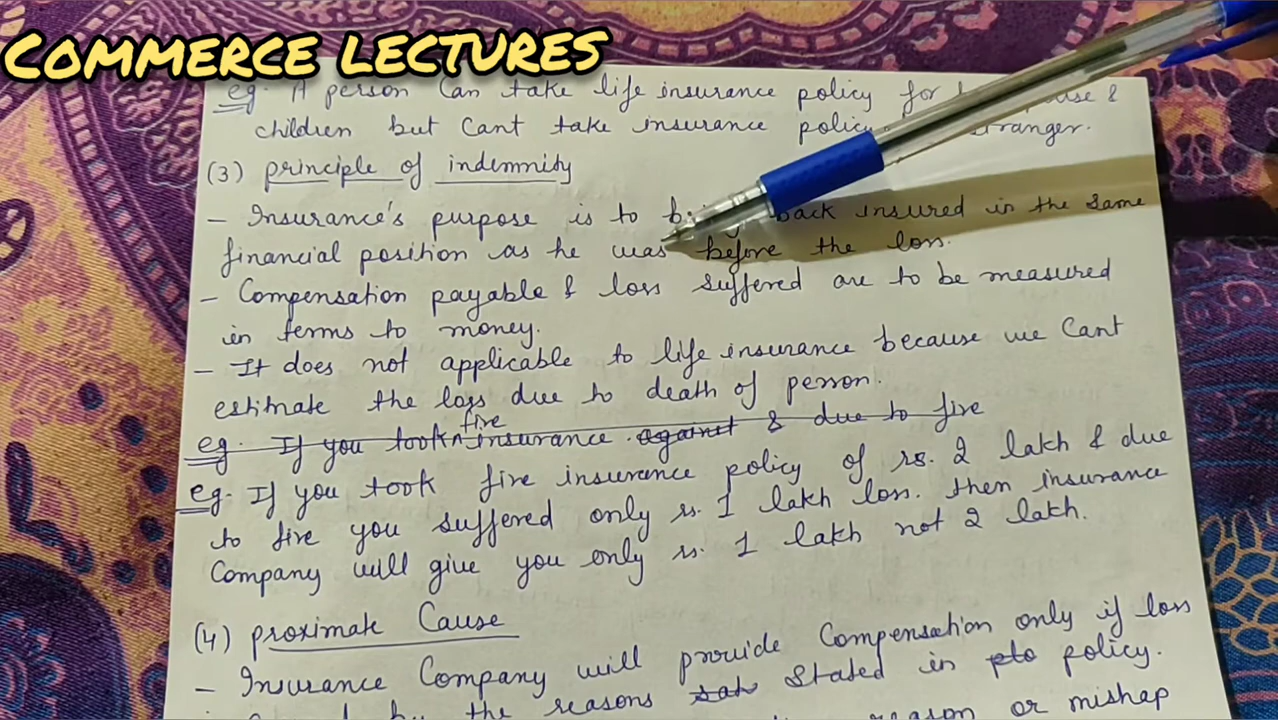 COMMERCE LECTURES
eg. A person can take life insurance policy for &
children but Cant take insurance policy stranger.
(3) principle of indemnity
- Insurance's purpose is to back insured in the same
financial position as he was before the loss.
- Compensation payable & loss suffered are to be measured
in terms to money.
- It does not applicable to life insurance because we Cant
estimate the loss due to death of person.
eg. If you took fire insurance against & due to fire
eg. If you took fire insurance policy of rs. 2 lakh & due
to fire you suffered only rs. 1 lakh loss. then insurance
Company will give you only rs. 1 lakh not 2 lakh.
(4) proximate Cause
- Insurance Company will provide Compensation only if loss
the reasons stated in policy.
reason or mishap